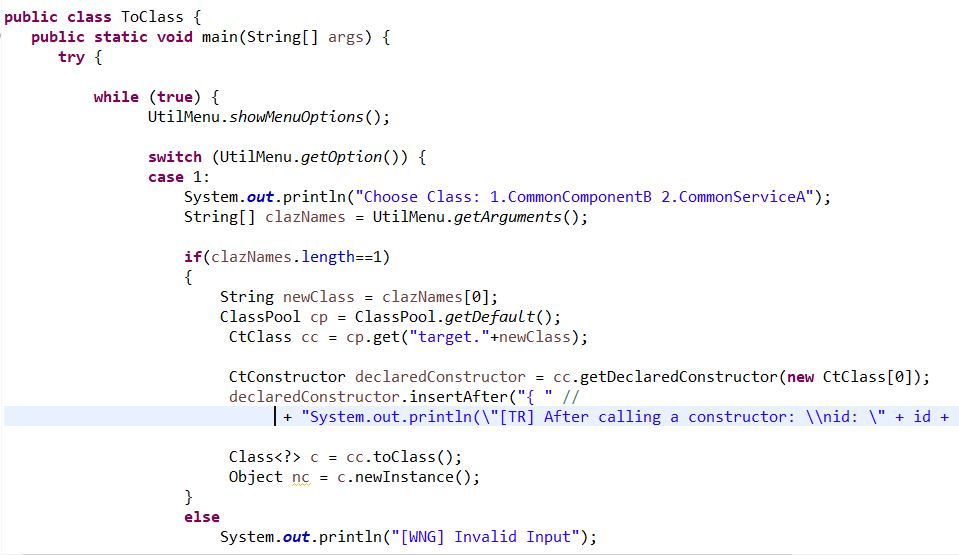 public class ToClass {
public static void main(String[] args) {
try {
while (true) {
UtilMenu.showMenuOptions();
switch (UtilMenu.getOption()) {
case 1:
System.out.println("Choose Class: 1.CommonComponentB 2.CommonServiceA");
String[] clazNames = UtilMenu.getArguments();
if(clazNames.length==1)
{
String newClass = clazNames[0];
ClassPool cp = ClassPool.getDefault();
CtClass cc = cp.get("target."+newClass);
CtConstructor declaredConstructor = cc.getDeclaredConstructor(new CtClass[0]);
declaredConstructor.insertAfter("{ " //
+ "System.out.println(\"[TR] After calling a constructor: \\nid: \" + id +
Class<?> c = cc.toClass();
Object nc = c.newInstance();
}
else
System.out.println("[WNG] Invalid Input");